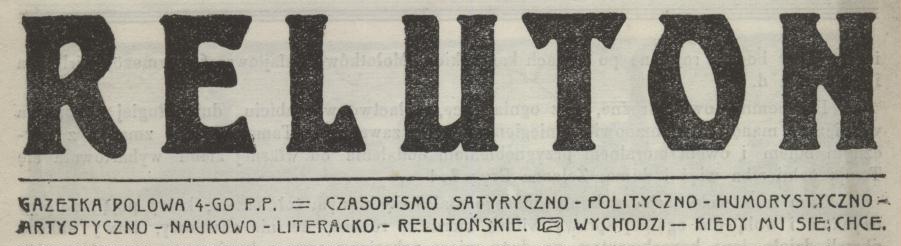 RELUTON
GAZETKA POLOWA 4-GO P.P. = CZASOPISMO SATYRYCZNO-POLITYCZNO-HUMORYSTYCZNO-
ARTYSTYCZNO-NAUKOWO-LITERACKO-RELUTOŃSKIE. WYCHODZI — KIEDY MU SIĘ CHCE.